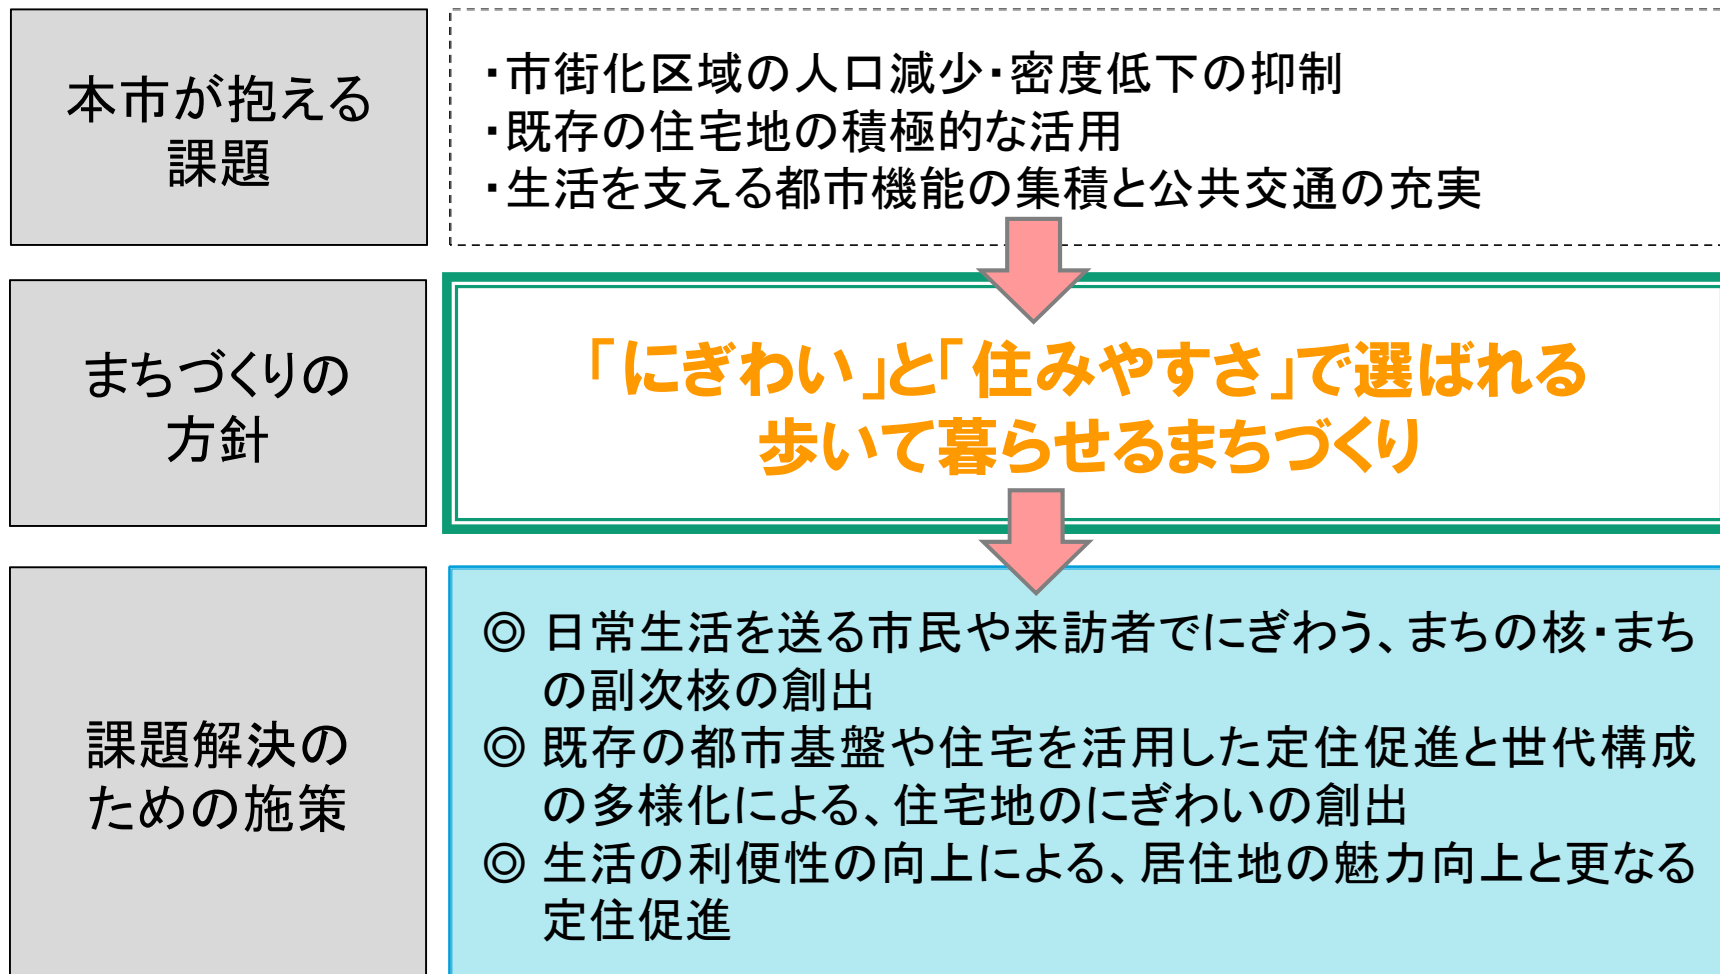 本市が抱える
課題
・市街化区域の人口減少・密度低下の抑制
・既存の住宅地の積極的な活用
・生活を支える都市機能の集積と公共交通の充実
まちづくりの
方針
「にぎわい」と「住みやすさ」で選ばれる
歩いて暮らせるまちづくり
課題解決の
ための施策
◎ 日常生活を送る市民や来訪者でにぎわう、まちの核・まち
の副次核の創出
◎ 既存の都市基盤や住宅を活用した定住促進と世代構成
の多様化による、住宅地のにぎわいの創出
◎ 生活の利便性の向上による、居住地の魅力向上と更なる
定住促進